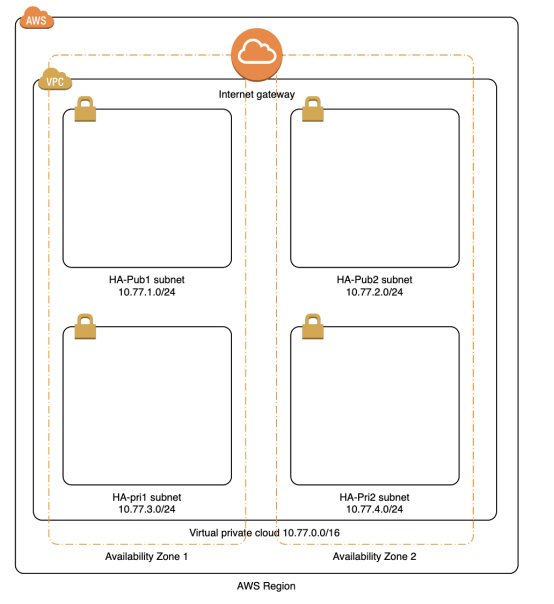 AWS
VPC
Internet gateway
HA-Pub1 subnet
10.77.1.0/24
HA-Pub2 subnet
10.77.2.0/24
HA-pri1 subnet
10.77.3.0/24
HA-Pri2 subnet
10.77.4.0/24
Virtual private cloud 10.77.0.0/16
Availability Zone 1
Availability Zone 2
AWS Region